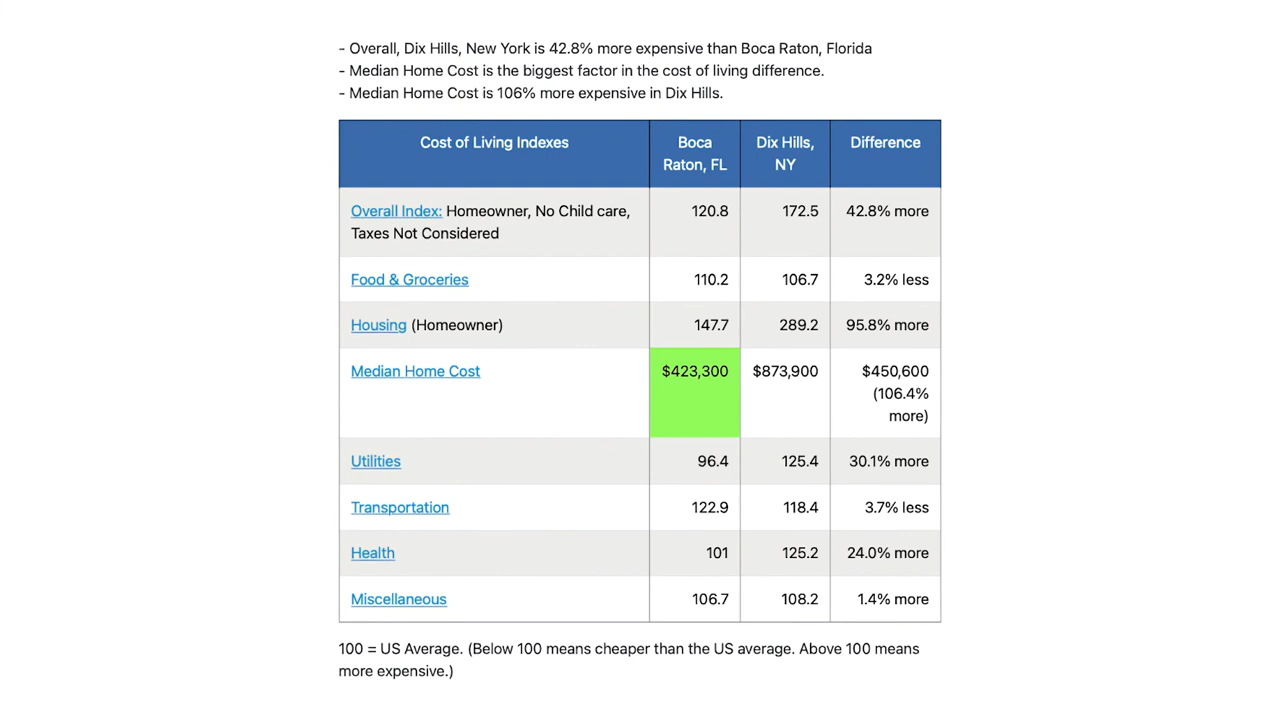 - Overall, Dix Hills, New York is 42.8% more expensive than Boca Raton, Florida
- Median Home Cost is the biggest factor in the cost of living difference.
- Median Home Cost is 106% more expensive in Dix Hills.
Cost of Living Indexes Boca Dix Hills, Difference
Raton, FL NY
Overall Index: Homeowner, No Child care, 120.8 172.5 42.8% more
Taxes Not Considered
Food & Groceries 110.2 106.7 3.2% less
Housing (Homeowner) 147.7 289.2 95.8% more
Median Home Cost $423,300 $873,900 $450,600
(106.4%
more)
Utilities 96.4 125.4 30.1% more
Transportation 122.9 118.4 3.7% less
Health 101 125.2 24.0% more
Miscellaneous 106.7 108.2 1.4% more
100 = US Average. (Below 100 means cheaper than the US average. Above 100 means
more expensive.)